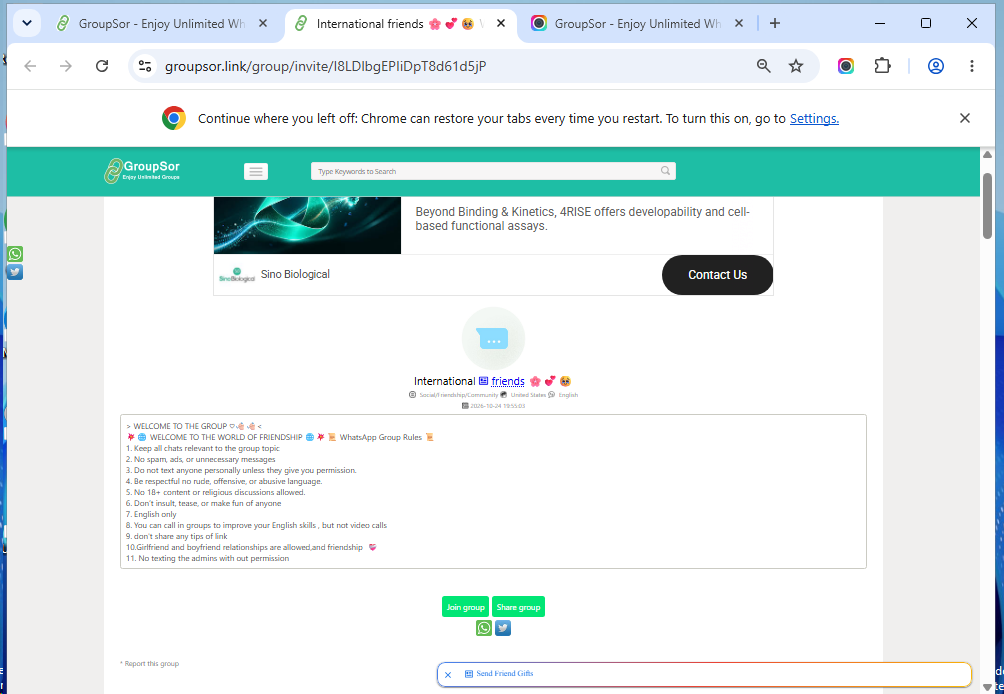 GroupSor - Enjoy Unlimited Wh
International friends 🌸 💕 🥹
GroupSor - Enjoy Unlimited Wh
groupsor.link/group/invite/I8LDIbgEPIiDpT8d61d5jP
Continue where you left off: Chrome can restore your tabs every time you restart. To turn this on, go to Settings.
GroupSor
Enjoy Unlimited Groups
Type Keywords to Search
Beyond Binding & Kinetics, 4RISE offers developability and cell-
based functional assays.
Sino Biological
Sino Biological
Contact Us
International friends 🌸 💕 🥹
Social/Friendship/Community United States English
2026-10-24 19:55:03
> WELCOME TO THE GROUP ♡ <
WELCOME TO THE WORLD OF FRIENDSHIP 🌐 💥 📜 WhatsApp Group Rules 📜
1. Keep all chats relevant to the group topic
2. No spam, ads, or unnecessary messages
3. Do not text anyone personally unless they give you permission.
4. Be respectful no rude, offensive, or abusive language.
5. No 18+ content or religious discussions allowed.
6. Don't insult, tease, or make fun of anyone
7. English only
8. You can call in groups to improve your English skills , but not video calls
9. don't share any tips of link
10.Girlfriend and boyfriend relationships are allowed,and friendship 💝
11. No texting the admins with out permission
Join group Share group
* Report this group
Send Friend Gifts